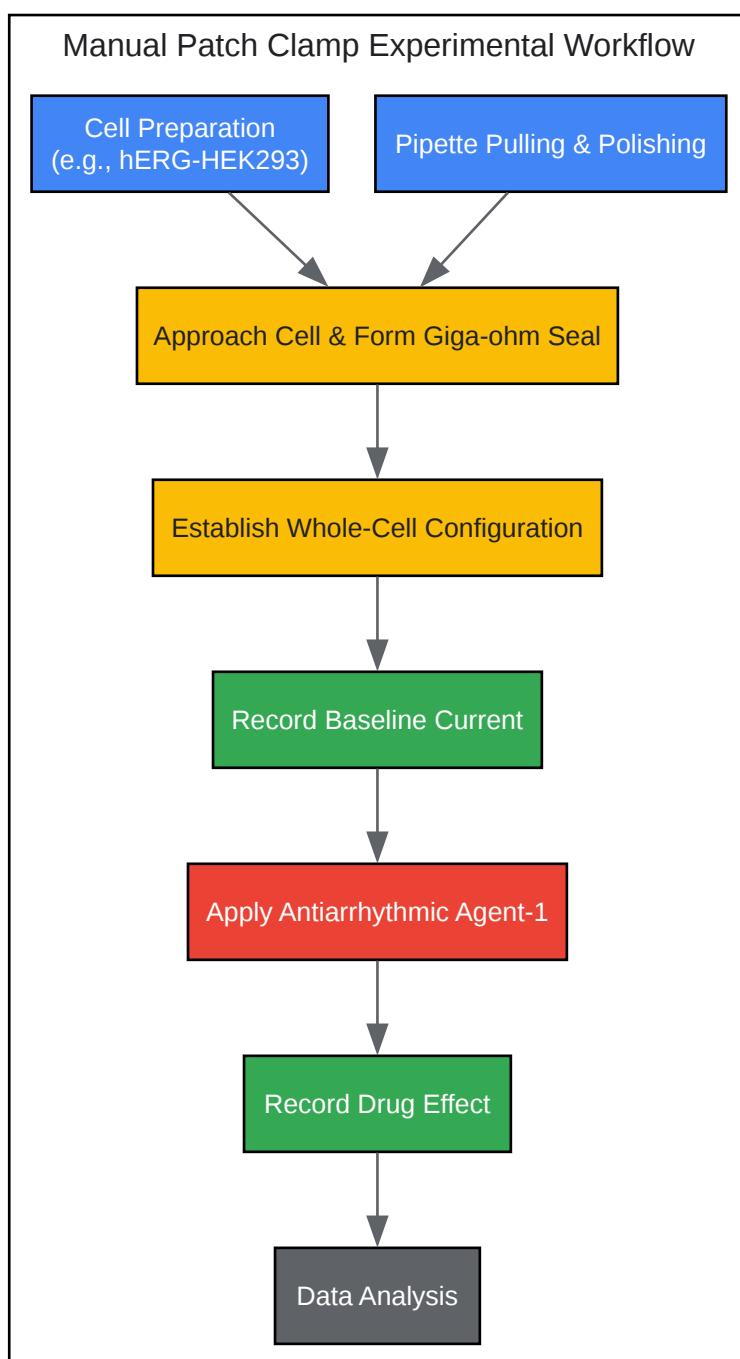 Manual Patch Clamp Experimental Workflow
Cell Preparation
(e.g., hERG-HEK293)
Pipette Pulling & Polishing
Approach Cell & Form Giga-ohm Seal
Establish Whole-Cell Configuration
Record Baseline Current
Apply Antiarrhythmic Agent-1
Record Drug Effect
Data Analysis